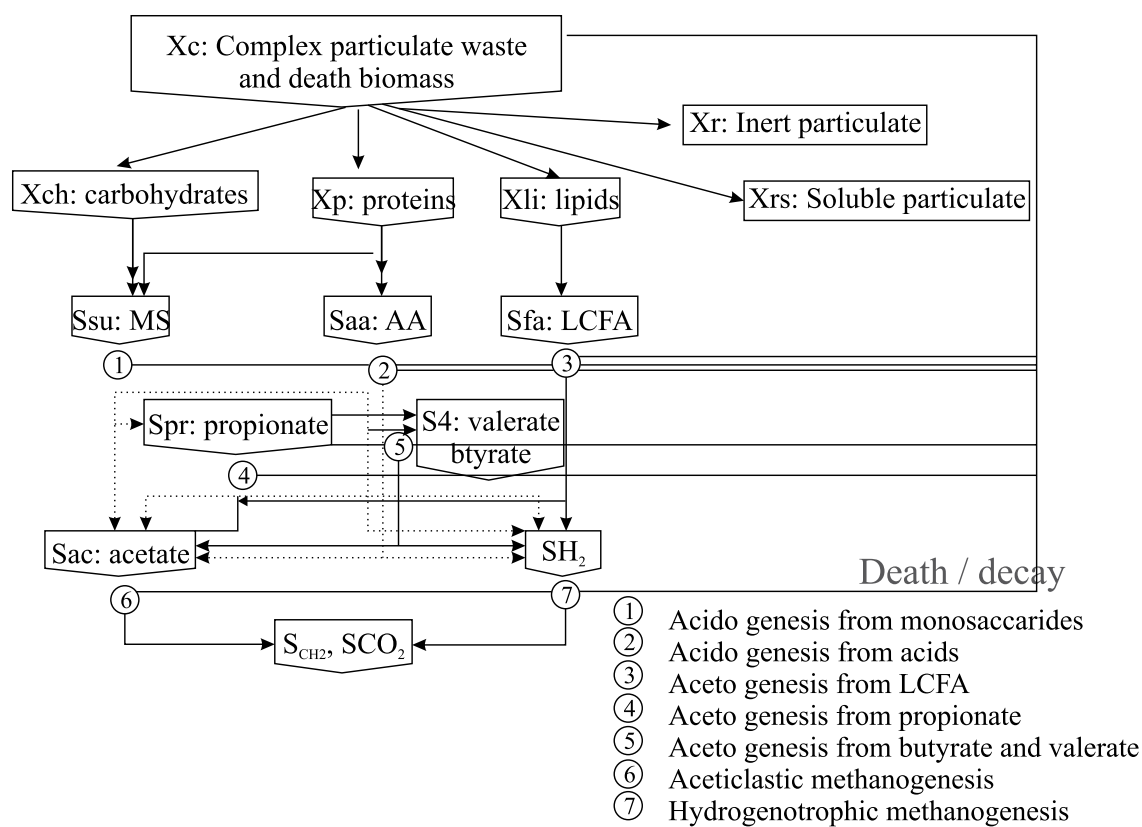 Xc: Complex particulate waste
and death biomass
Xr: Inert particulate
Xch: carbohydrates
Xp: proteins
Xli: lipids
Xrs: Soluble particulate
Ssu: MS
Saa: AA
Sfa: LCFA
1
2
3
Spr: propionate
S4: valerate
btyrate
5
4
Sac: acetate
SH₂
Death / decay
6
7
S_CH2, SCO₂
1 Acido genesis from monosaccarides
2 Acido genesis from acids
3 Aceto genesis from LCFA
4 Aceto genesis from propionate
5 Aceto genesis from butyrate and valerate
6 Aceticlastic methanogenesis
7 Hydrogenotrophic methanogenesis